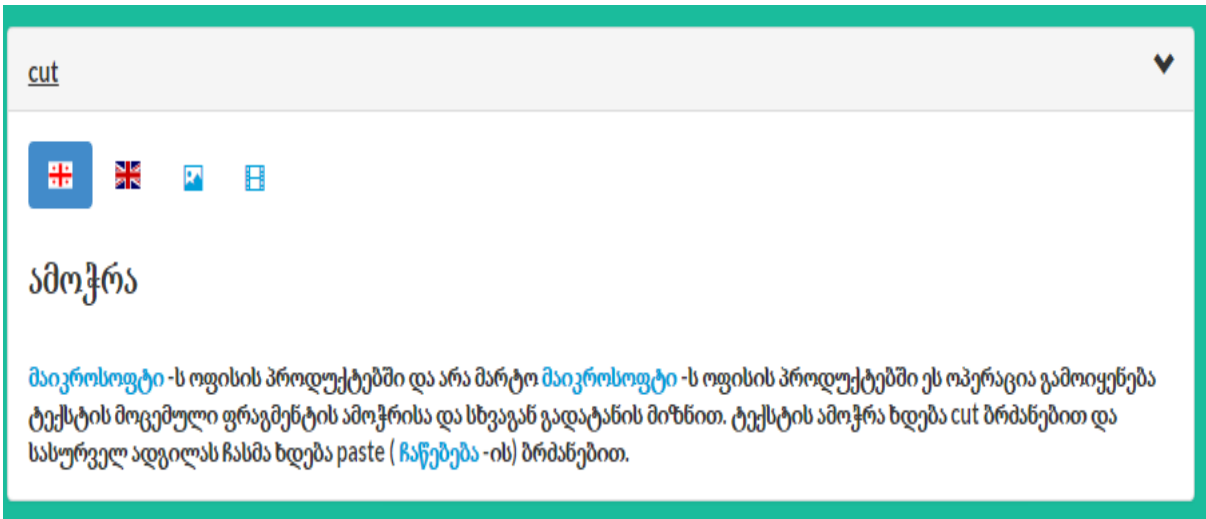 cut
ამოჭრა
მაიკროსოფტი -ს ოფისის პროდუქტებში და არა მარტო მაიკროსოფტი -ს ოფისის პროდუქტებში ეს ოპერაცია გამოიყენება
ტექსტის მოცემული ფრაგმენტის ამოჭრისა და სხვაგან გადატანის მიზნით. ტექსტის ამოჭრა ხდება cut ბრძანებით და
სასურველ ადგილას ჩასმა ხდება paste ( ჩაწებება -ის) ბრძანებით.